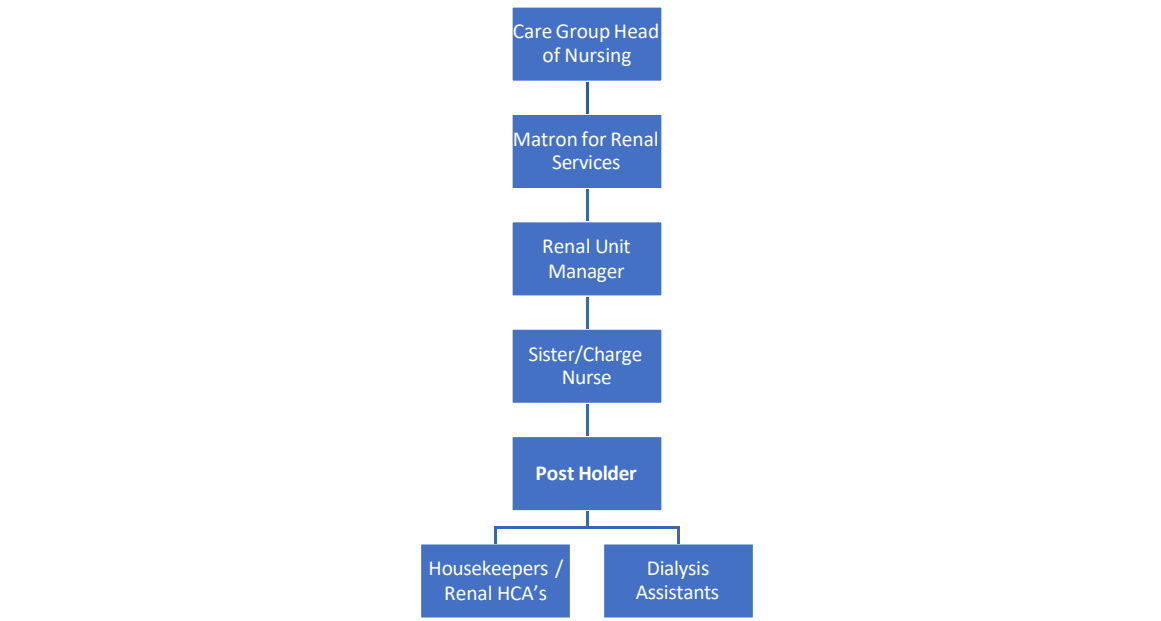 Care Group Head
of Nursing
Matron for Renal
Services
Renal Unit
Manager
Sister/Charge
Nurse
Post Holder
Housekeepers /
Renal HCA’s
Dialysis
Assistants